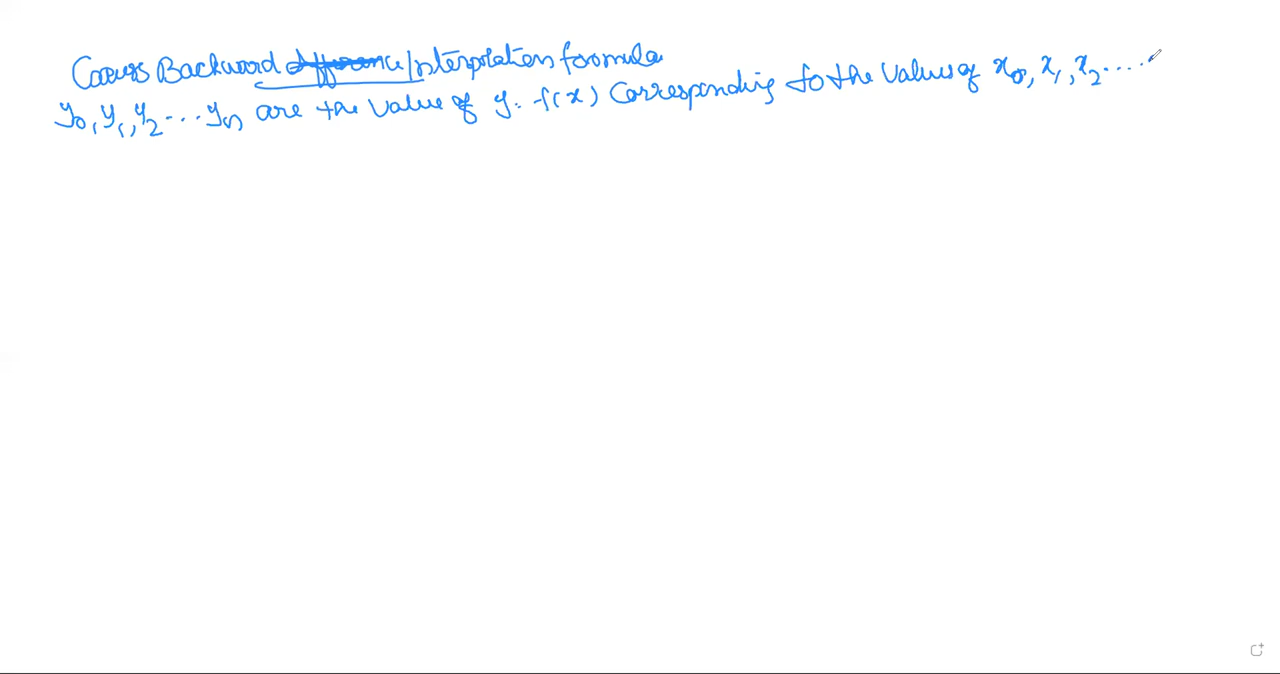 Gauss Backward difference Interpolation formula
y₀, y₁, y₂ ... yₙ are the value of y = f(x) corresponding to the values of x₀, x₁, x₂ ....